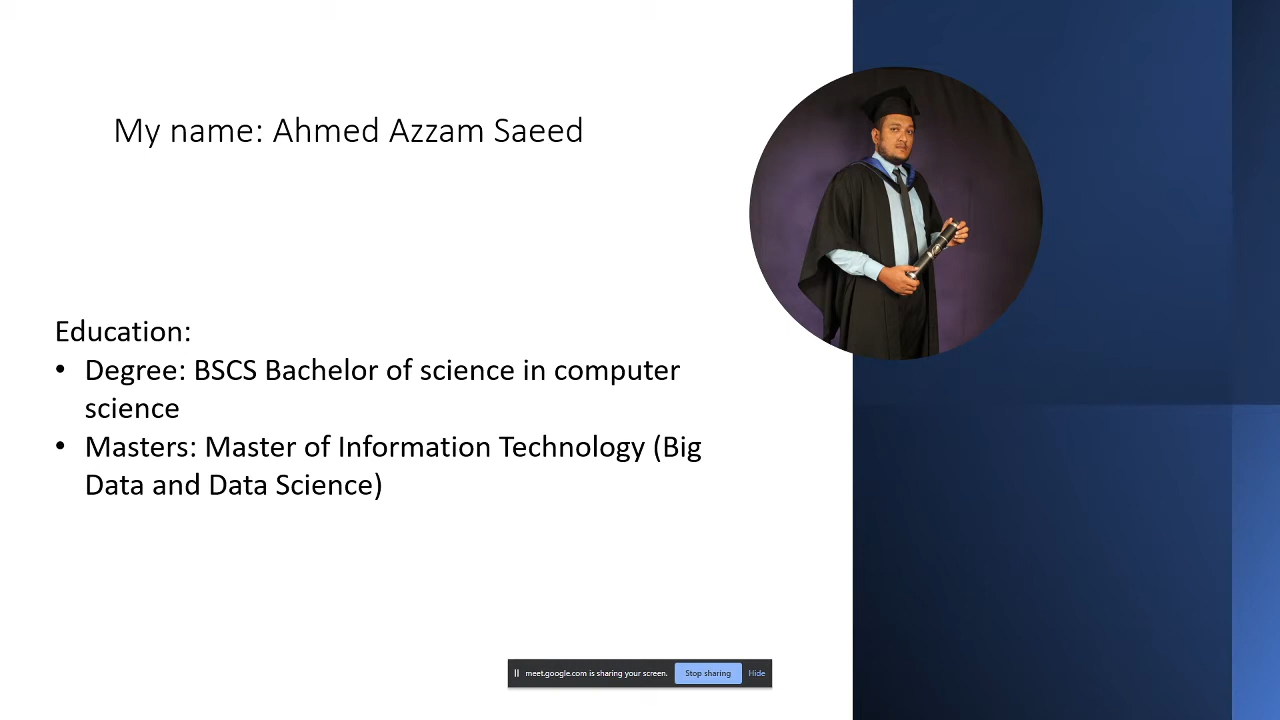 My name: Ahmed Azzam Saeed
Education:
• Degree: BSCS Bachelor of science in computer
science
• Masters: Master of Information Technology (Big
Data and Data Science)
meet.google.com is sharing your screen. Stop sharing Hide